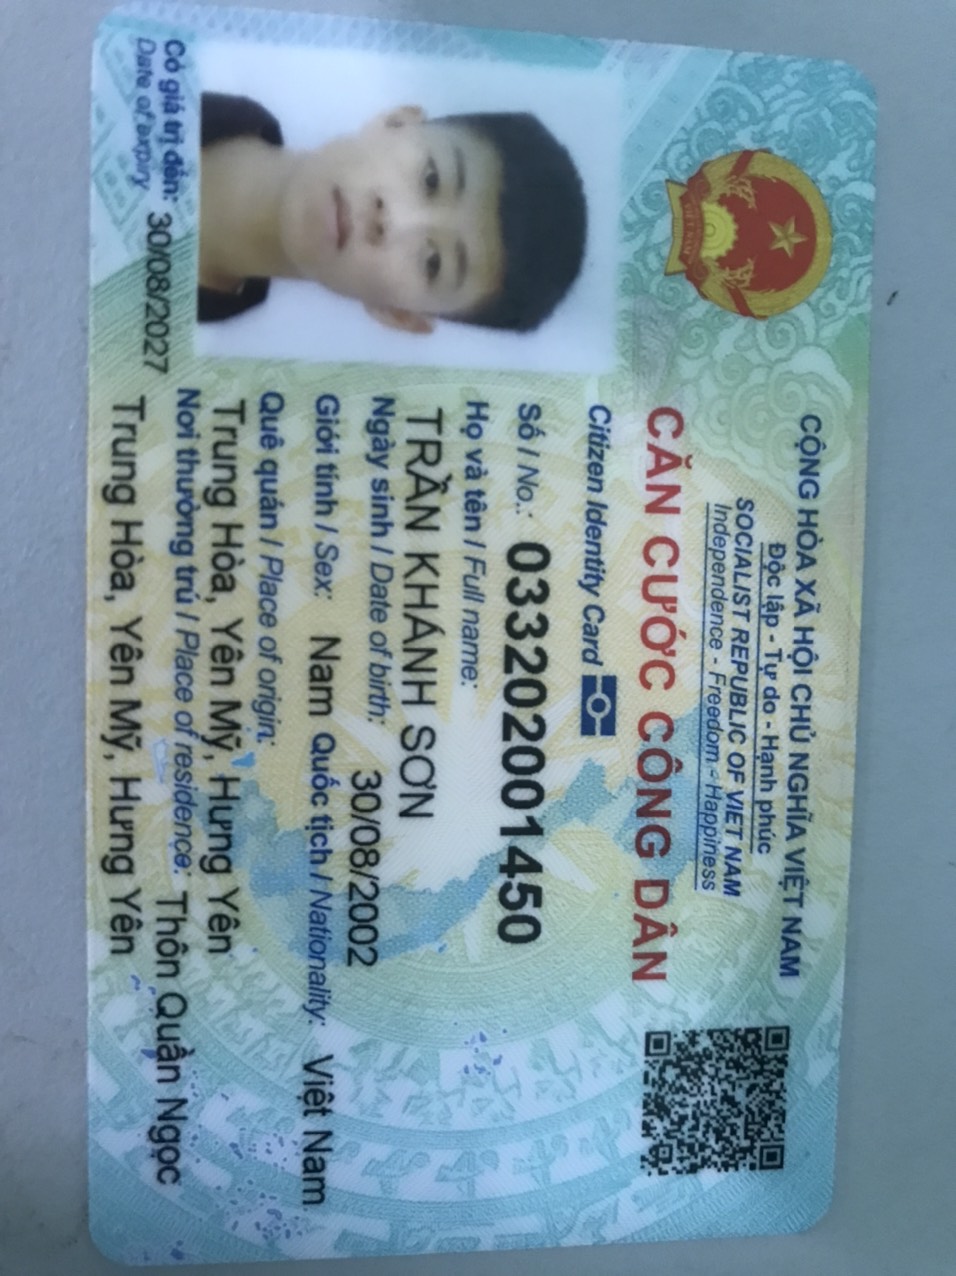 CỘNG HÒA XÃ HỘI CHỦ NGHĨA VIỆT NAM
Độc lập - Tự do - Hạnh phúc
SOCIALIST REPUBLIC OF VIET NAM
Independence - Freedom - Happiness
CĂN CƯỚC CÔNG DÂN
Citizen Identity Card
Số / No.: 033202001450
Họ và tên / Full name:
TRẦN KHÁNH SƠN
Ngày sinh / Date of birth: 30/08/2002
Giới tính / Sex: Nam Quốc tịch / Nationality: Việt Nam
Quê quán / Place of origin:
Trung Hòa, Yên Mỹ, Hưng Yên
Nơi thường trú / Place of residence: Thôn Quần Ngọc
Trung Hòa, Yên Mỹ, Hưng Yên
Có giá trị đến: 30/08/2027
Date of expiry